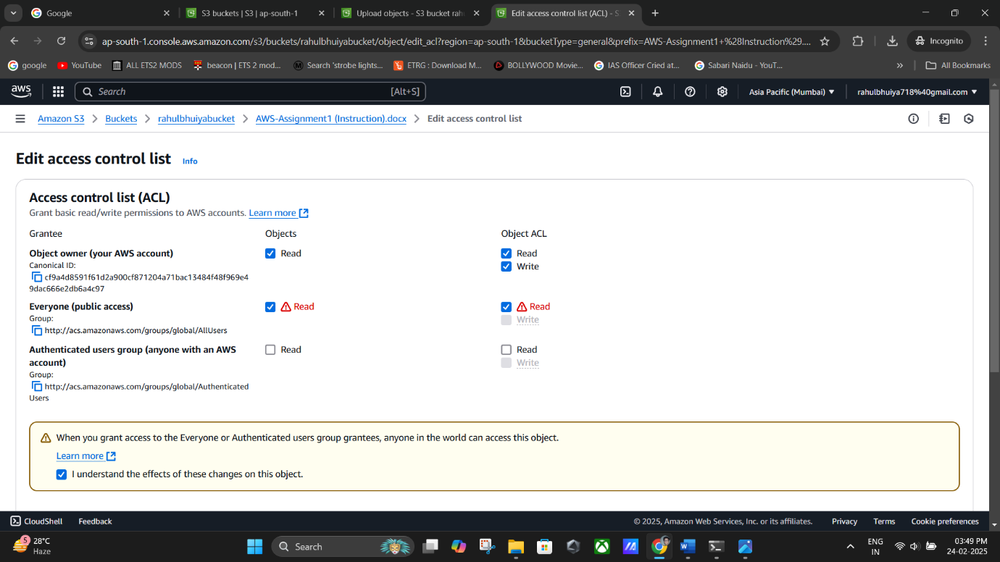 Google
S3 buckets | S3 | ap-south-1
Upload objects - S3 bucket rah
Edit access control list (ACL) - S
ap-south-1.console.aws.amazon.com/s3/buckets/rahulbhuiyabucket/object/edit_acl?region=ap-south-1&bucketType=general&prefix=AWS-Assignment1+%28Instruction%29....
Incognito
google
YouTube
ALL ETS2 MODS
beacon | ETS 2 mod...
Search 'strobe lights...
ETRG : Download M...
BOLLYWOOD Movie...
IAS Officer Cried at...
Sabari Naidu - YouT...
»
All Bookmarks
aws
Search
[Alt+S]
Asia Pacific (Mumbai)
rahulbhuiya718%40gmail.com
Amazon S3
Buckets
rahulbhuiyabucket
AWS-Assignment1 (Instruction).docx
Edit access control list
Edit access control list Info
Access control list (ACL)
Grant basic read/write permissions to AWS accounts. Learn more
Grantee
Objects
Object ACL
Object owner (your AWS account)
Canonical ID:
cf9a4d8591f61d2a900cf871204a71bac13484f48f969e4
9dac666e2db6a4c97
Read
Read
Write
Everyone (public access)
Group:
http://acs.amazonaws.com/groups/global/AllUsers
Read
Read
Write
Authenticated users group (anyone with an AWS
account)
Group:
http://acs.amazonaws.com/groups/global/Authenticated
Users
Read
Read
Write
When you grant access to the Everyone or Authenticated users group grantees, anyone in the world can access this object.
Learn more
I understand the effects of these changes on this object.
CloudShell
Feedback
© 2025, Amazon Web Services, Inc. or its affiliates.
Privacy
Terms
Cookie preferences
5
28°C
Haze
Search
ENG
IN
03:49 PM
24-02-2025